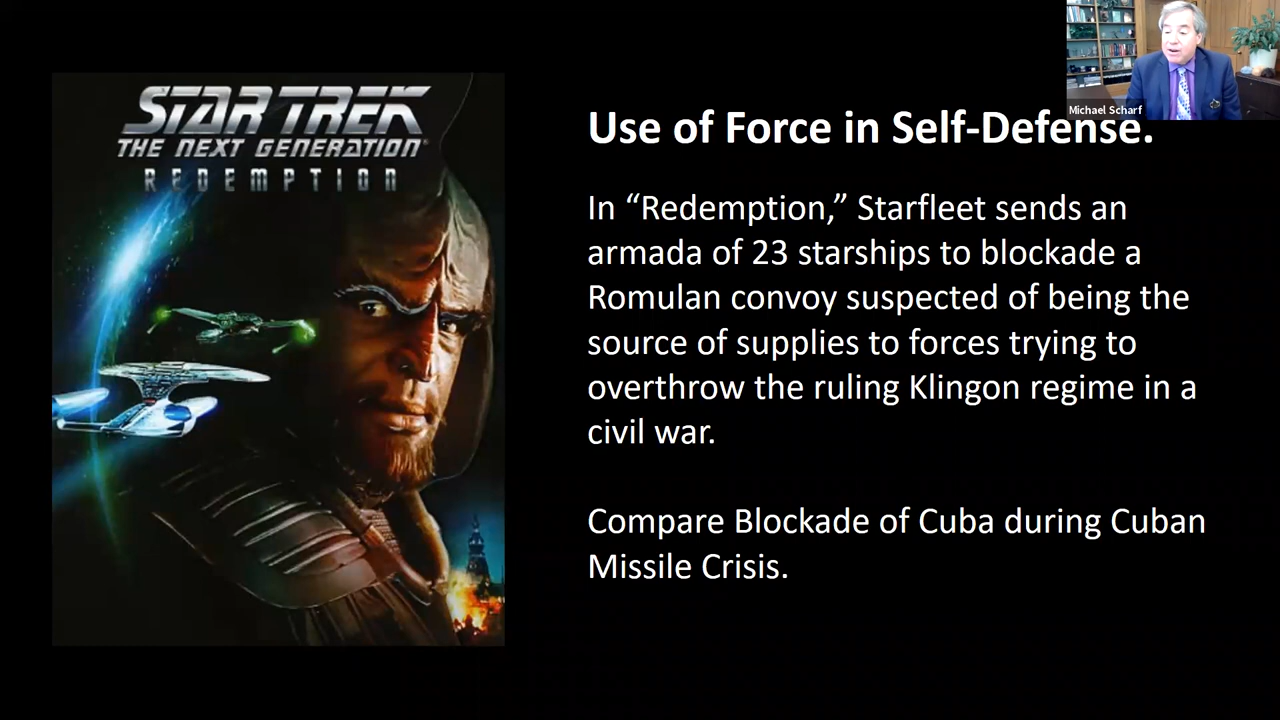 Michael Scharf
STAR TREK
THE NEXT GENERATION®
REDEMPTION
Use of Force in Self-Defense.
In “Redemption,” Starfleet sends an
armada of 23 starships to blockade a
Romulan convoy suspected of being the
source of supplies to forces trying to
overthrow the ruling Klingon regime in a
civil war.
Compare Blockade of Cuba during Cuban
Missile Crisis.